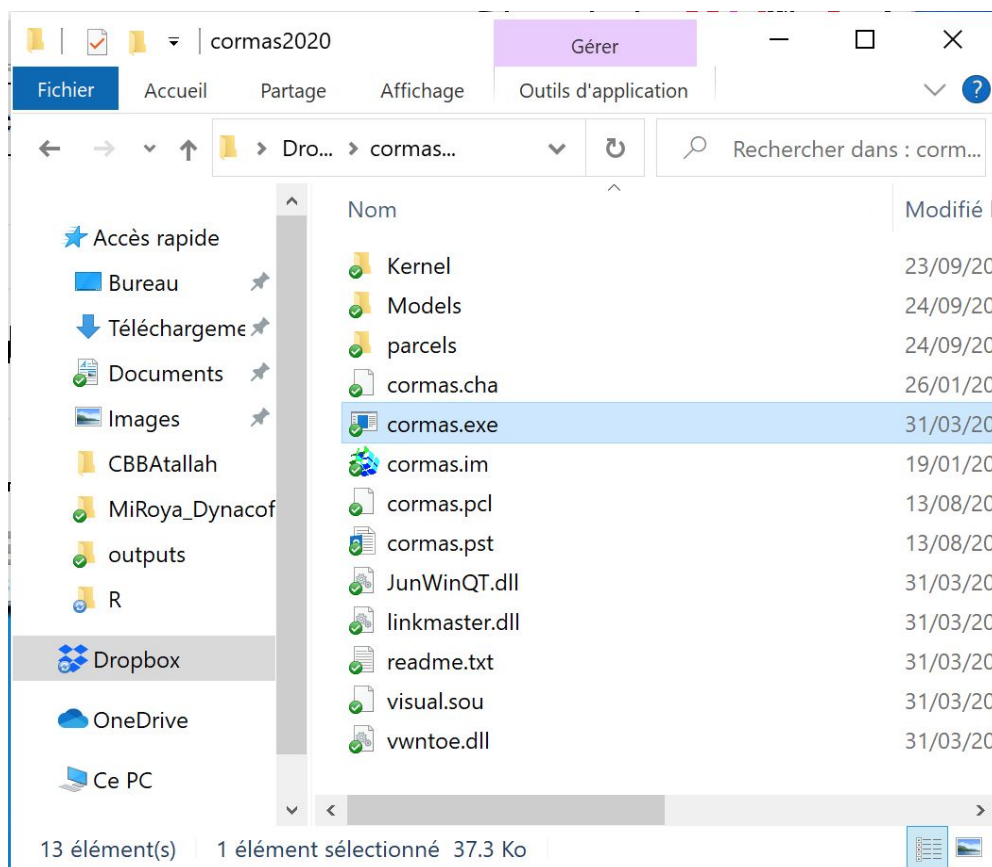 cormas2020
Gérer
Fichier Accueil Partage Affichage Outils d'application
Dro... cormas... Rechercher dans : corm...
Nom Modifié
Accès rapide
Bureau
Téléchargeme
Documents
Images
CBBAtallah
MiRoya_Dynacof
outputs
R
Dropbox
OneDrive
Ce PC
Kernel 23/09/20
Models 24/09/20
parcels 24/09/20
cormas.cha 26/01/20
cormas.exe 31/03/20
cormas.im 19/01/20
cormas.pcl 13/08/20
cormas.pst 13/08/20
JunWinQT.dll 31/03/20
linkmaster.dll 31/03/20
readme.txt 31/03/20
visual.sou 31/03/20
vwntoe.dll 31/03/20
13 élément(s) 1 élément sélectionné 37.3 Ko